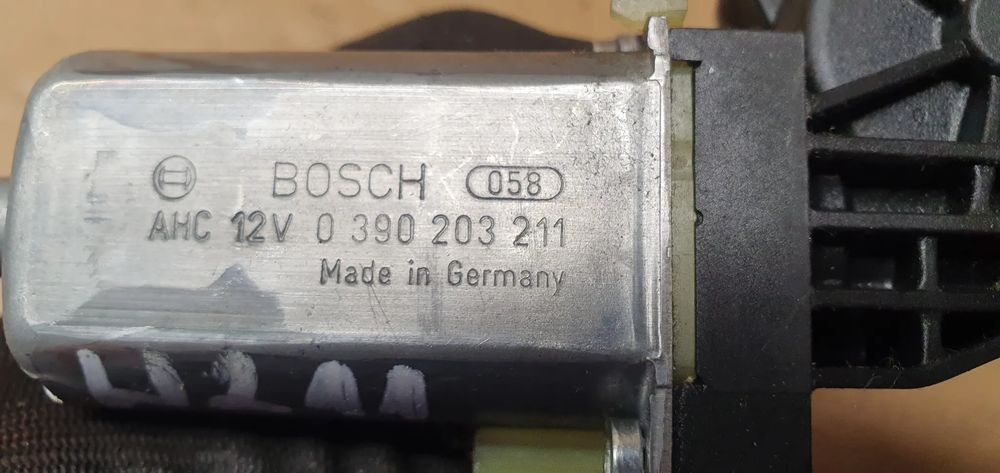 BOSCH 058
AHC 12V 0 390 203 211
Made in Germany